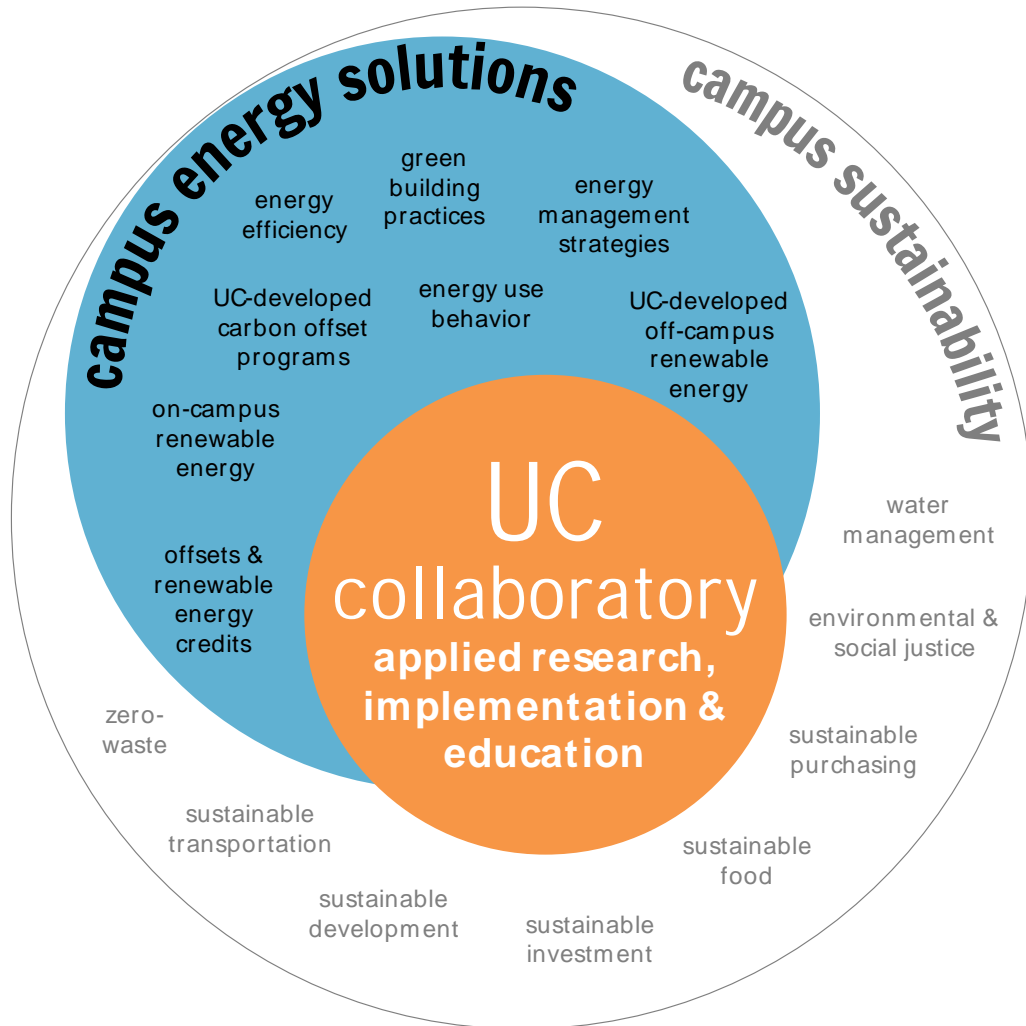 campus energy solutions
campus sustainability
green
building
practices
energy
efficiency
energy
management
strategies
UC-developed
carbon offset
programs
energy use
behavior
UC-developed
off-campus
renewable
energy
on-campus
renewable
energy
offsets &
renewable
energy
credits
UC
collaboratory
applied research,
implementation &
education
water
management
environmental &
social justice
sustainable
purchasing
sustainable
food
sustainable
investment
sustainable
development
sustainable
transportation
zero-
waste